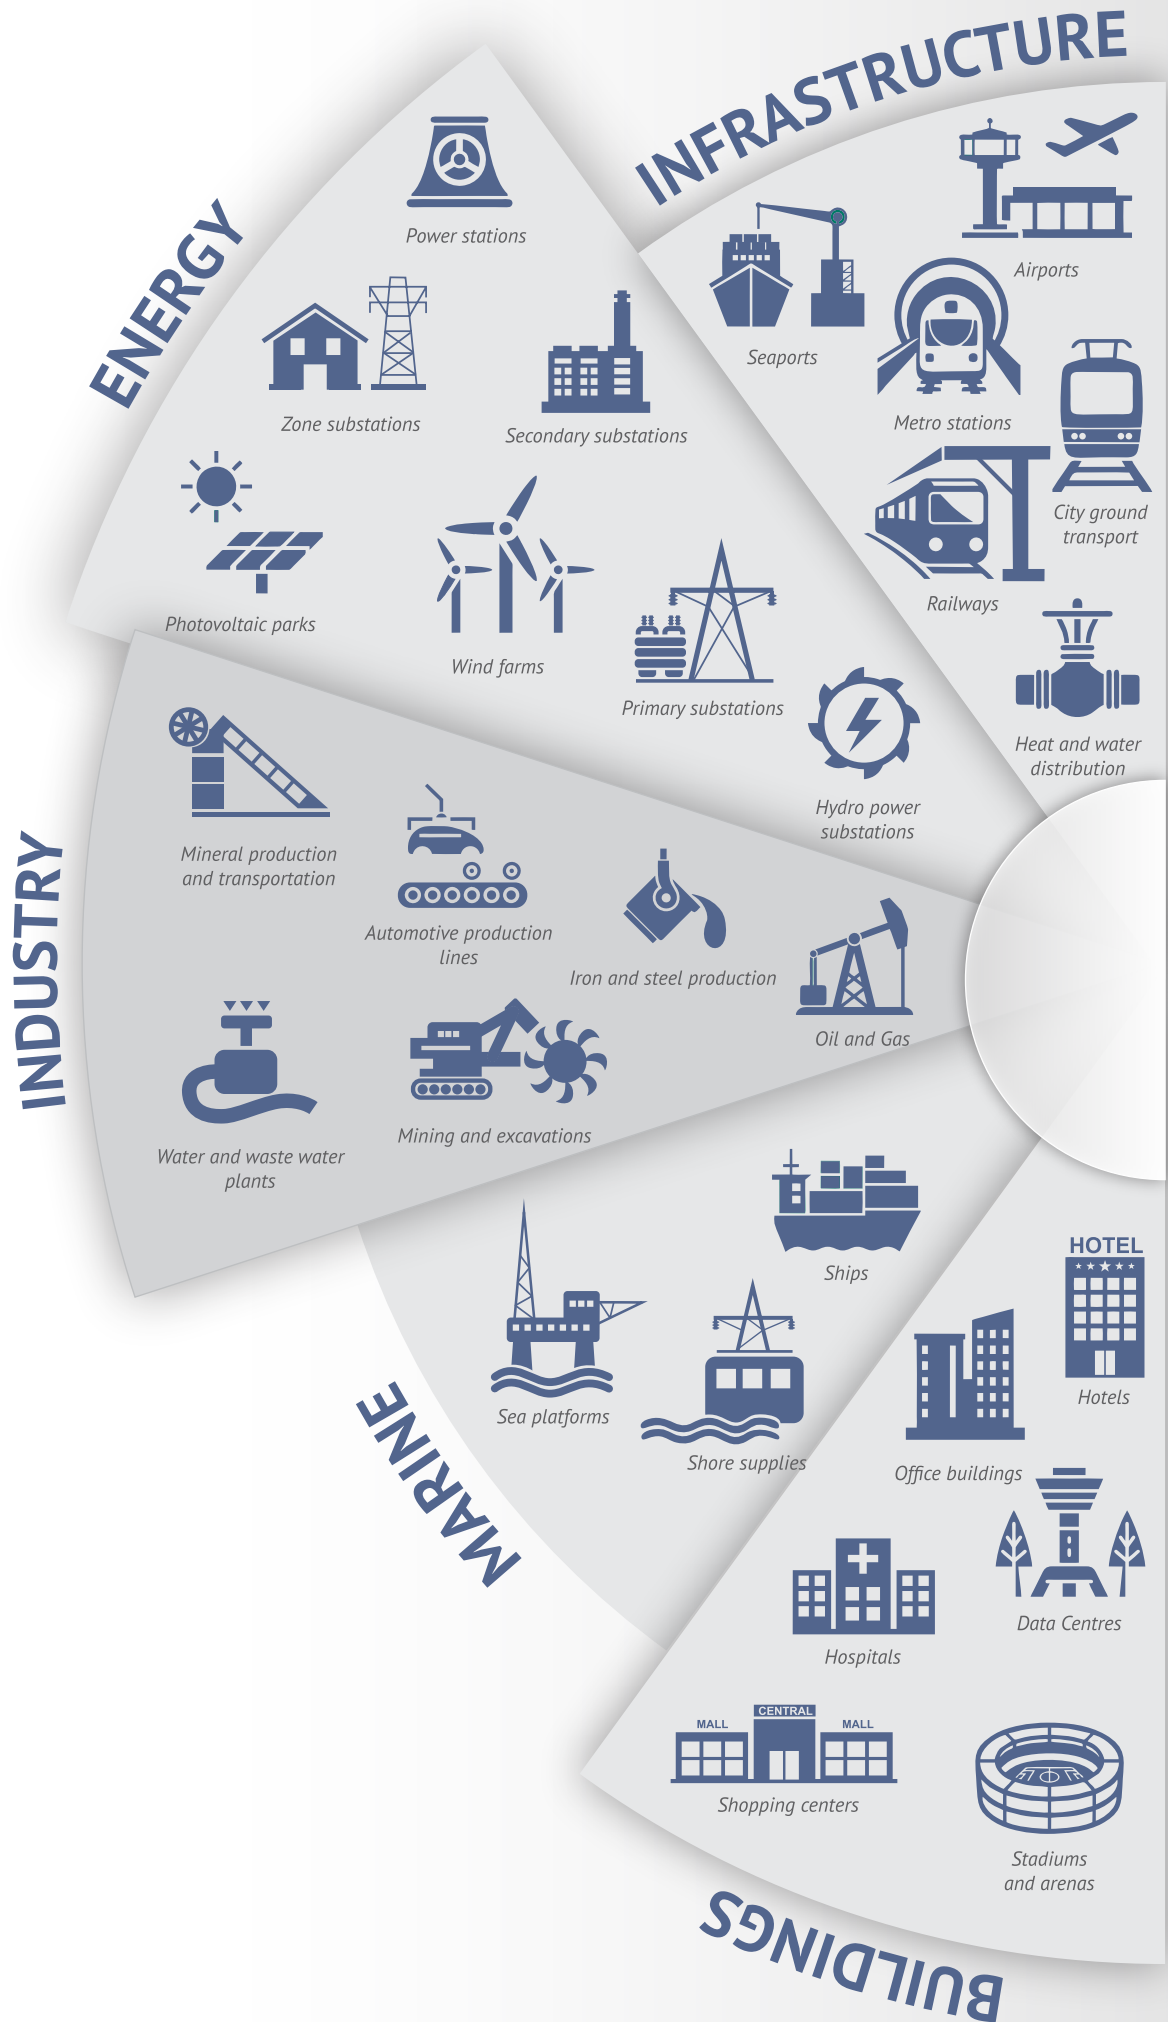 INFRASTRUCTURE
Airports
Seaports
Metro stations
City ground
transport
Railways
Heat and water
distribution
ENERGY
Power stations
Zone substations
Secondary substations
Photovoltaic parks
Wind farms
Primary substations
Hydro power
substations
INDUSTRY
Mineral production
and transportation
Automotive production
lines
Iron and steel production
Oil and Gas
Water and waste water
plants
Mining and excavations
MARINE
Ships
Sea platforms
Shore supplies
BUILDINGS
HOTEL
Hotels
Office buildings
Data Centres
Hospitals
MALL
CENTRAL
MALL
Shopping centers
Stadiums
and arenas